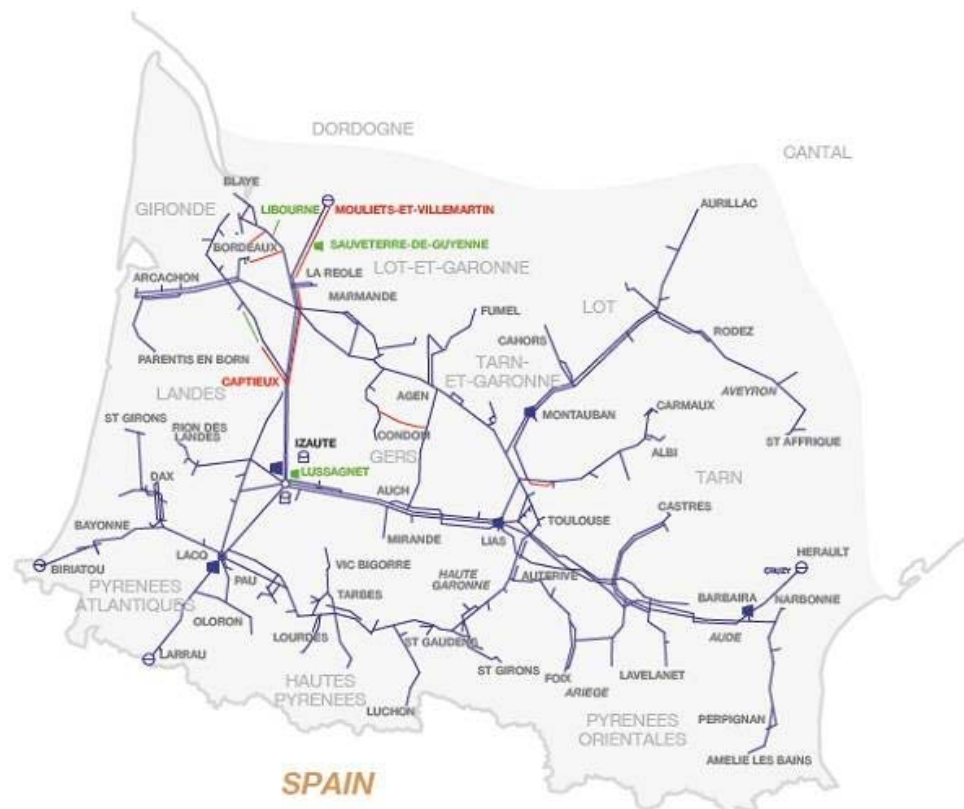 DORDOGNE
CANTAL
BLAYE
GIRONDE
LIBOURNE
MOULIETS-ET-VILLEMARTIN
AURILLAC
BORDEAUX
SAUVETERRE-DE-GUYENNE
LOT-ET-GARONNE
ARCACHON
LA REOLE
MARMANDE
FUMEL
LOT
RODEZ
CAHORS
PARENTIS EN BORN
TARN-
ET-GARONNE
CAPTIEUX
LANDES
AGEN
AVEYRON
MONTAUBAN
CARMAUX
ST GIRONS
RION DES
LANDES
CONDOM
ST AFFRIQUE
IZAUTE
ALBI
GERS
LUSSAGNET
DAX
AUCH
TARN
CASTRES
BAYONNE
MIRANDE
LIAS
TOULOUSE
LACQ
HERAULT
BIRIATOU
PAU
VIC BIGORRE
HAUTE
GARONNE
AUTERIVE
CRUZY
PYRENEES
ATLANTIQUES
TARBES
BARBAIRA
NARBONNE
OLORON
LOURDES
ST GAUDENS
AUDE
LARRAU
ST GIRONS
FOIX
LAVELANET
HAUTES
PYRENEES
ARIEGE
LUCHON
PYRENEES
ORIENTALES
PERPIGNAN
AMELIE LES BAINS
SPAIN